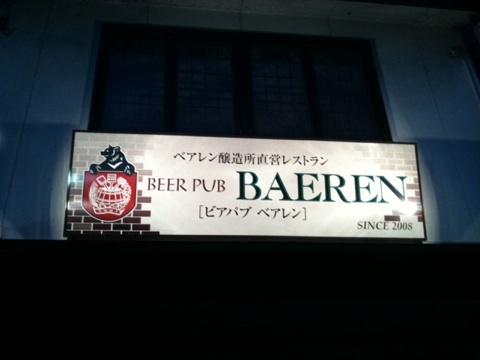 ベアレン醸造所直営レストラン
BEER PUB BAEREN
[ビアパブ ベアレン]
SINCE 2008